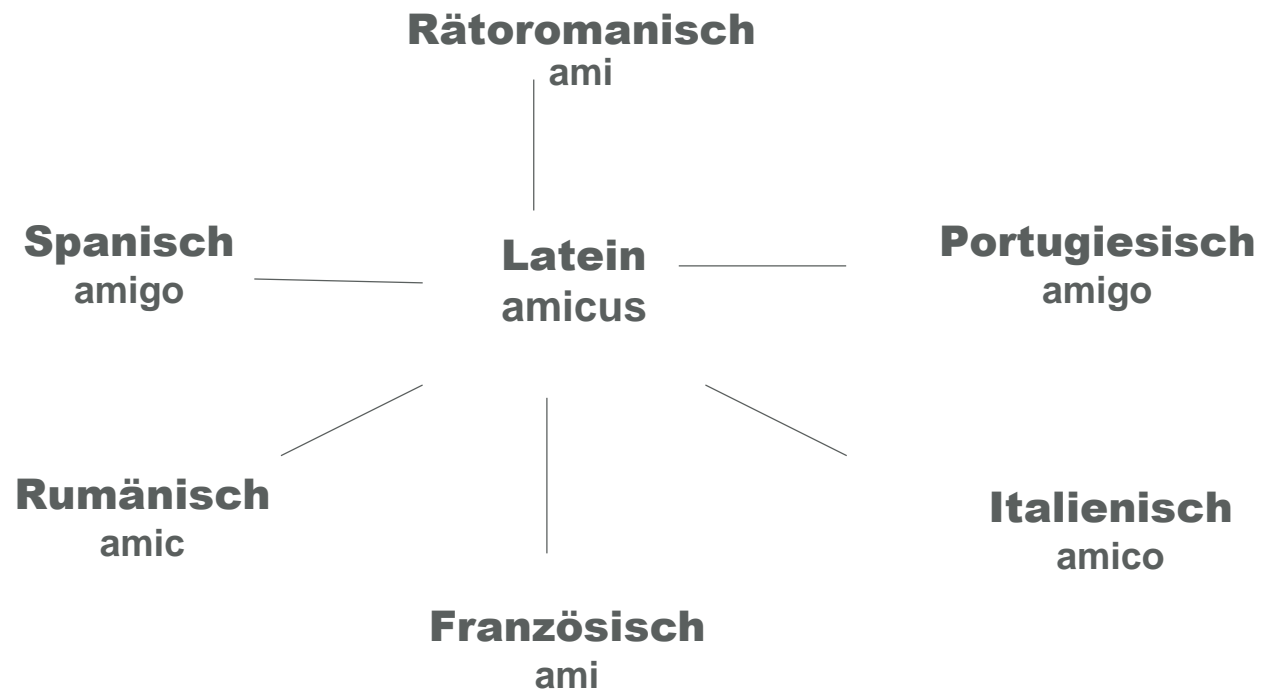 Rätoromanisch
ami
Spanisch
amigo
Latein
amicus
Portugiesisch
amigo
Rumänisch
amic
Italienisch
amico
Französisch
ami